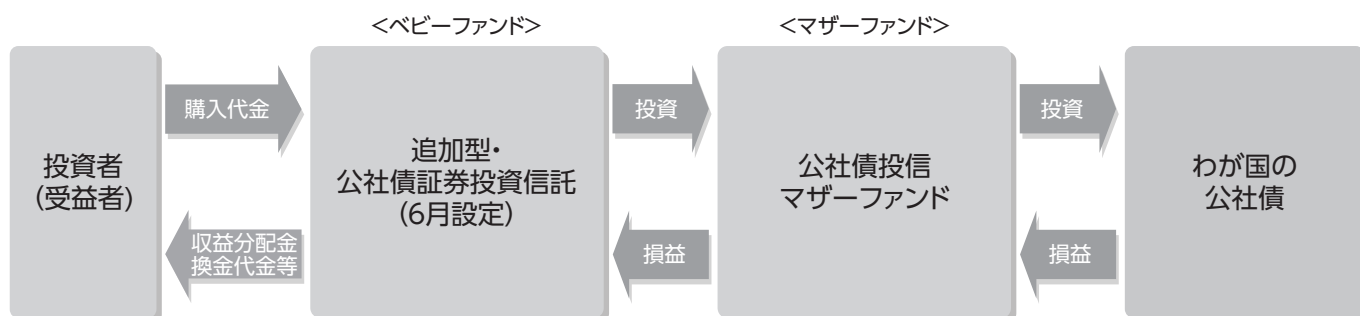 <ベビーファンド>
<マザーファンド>
購入代金
投資
投資
投資者
(受益者)
追加型・
公社債証券投資信託
(6月設定)
公社債投信
マザーファンド
わが国の
公社債
収益分配金
換金代金等
損益
損益